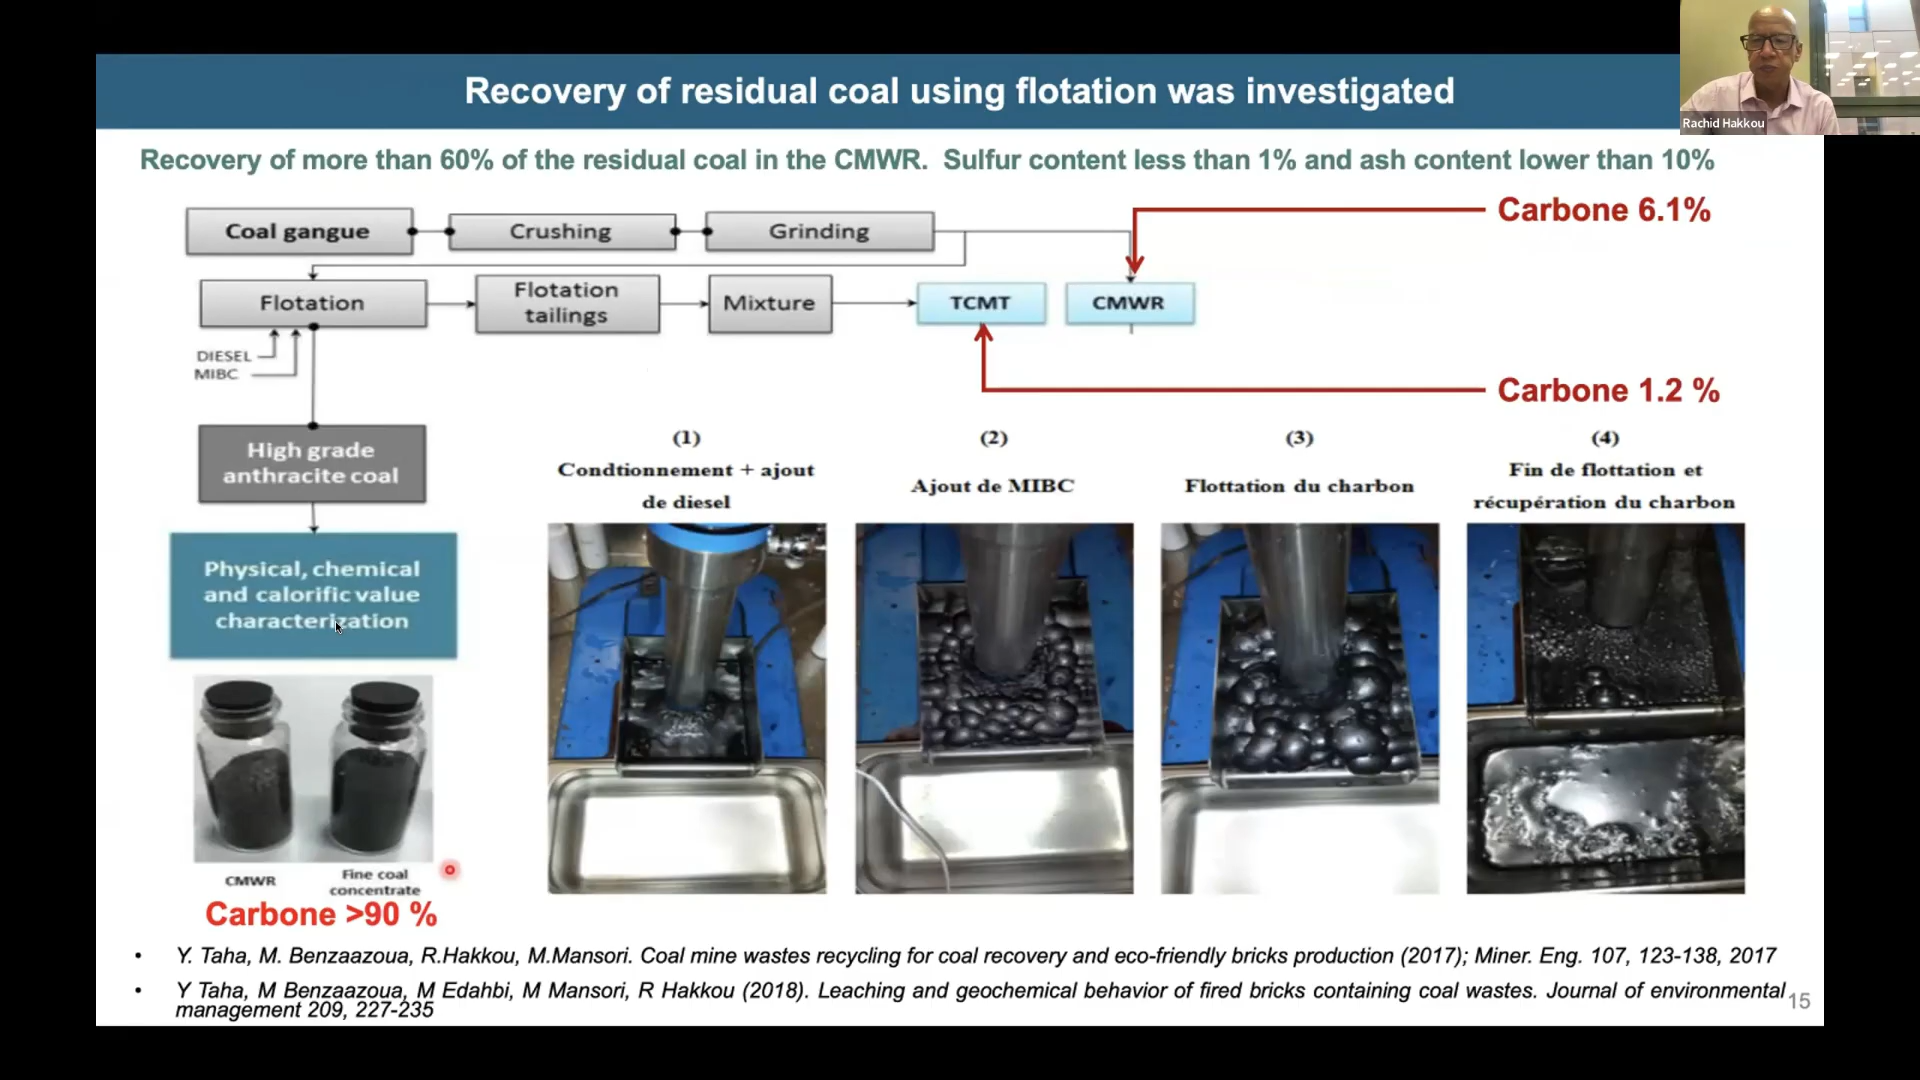 Rachid Hakkou
Recovery of residual coal using flotation was investigated
Recovery of more than 60% of the residual coal in the CMWR. Sulfur content less than 1% and ash content lower than 10%
Carbone 6.1%
Coal gangue
Crushing
Grinding
Flotation
Flotation
tailings
Mixture
TCMT
CMWR
DIESEL
MIBC
Carbone 1.2 %
High grade
anthracite coal
Physical, chemical
and calorific value
characterization
(1)
Condtionnement + ajout
de diesel
(2)
Ajout de MIBC
(3)
Flottation du charbon
(4)
Fin de flottation et
récupération du charbon
CMWR
Fine coal
concentrate
Carbone >90 %
• Y. Taha, M. Benzaazoua, R.Hakkou, M.Mansori. Coal mine wastes recycling for coal recovery and eco-friendly bricks production (2017); Miner. Eng. 107, 123-138, 2017
• Y Taha, M Benzaazoua, M Edahbi, M Mansori, R Hakkou (2018). Leaching and geochemical behavior of fired bricks containing coal wastes. Journal of environmental
management 209, 227-235
15